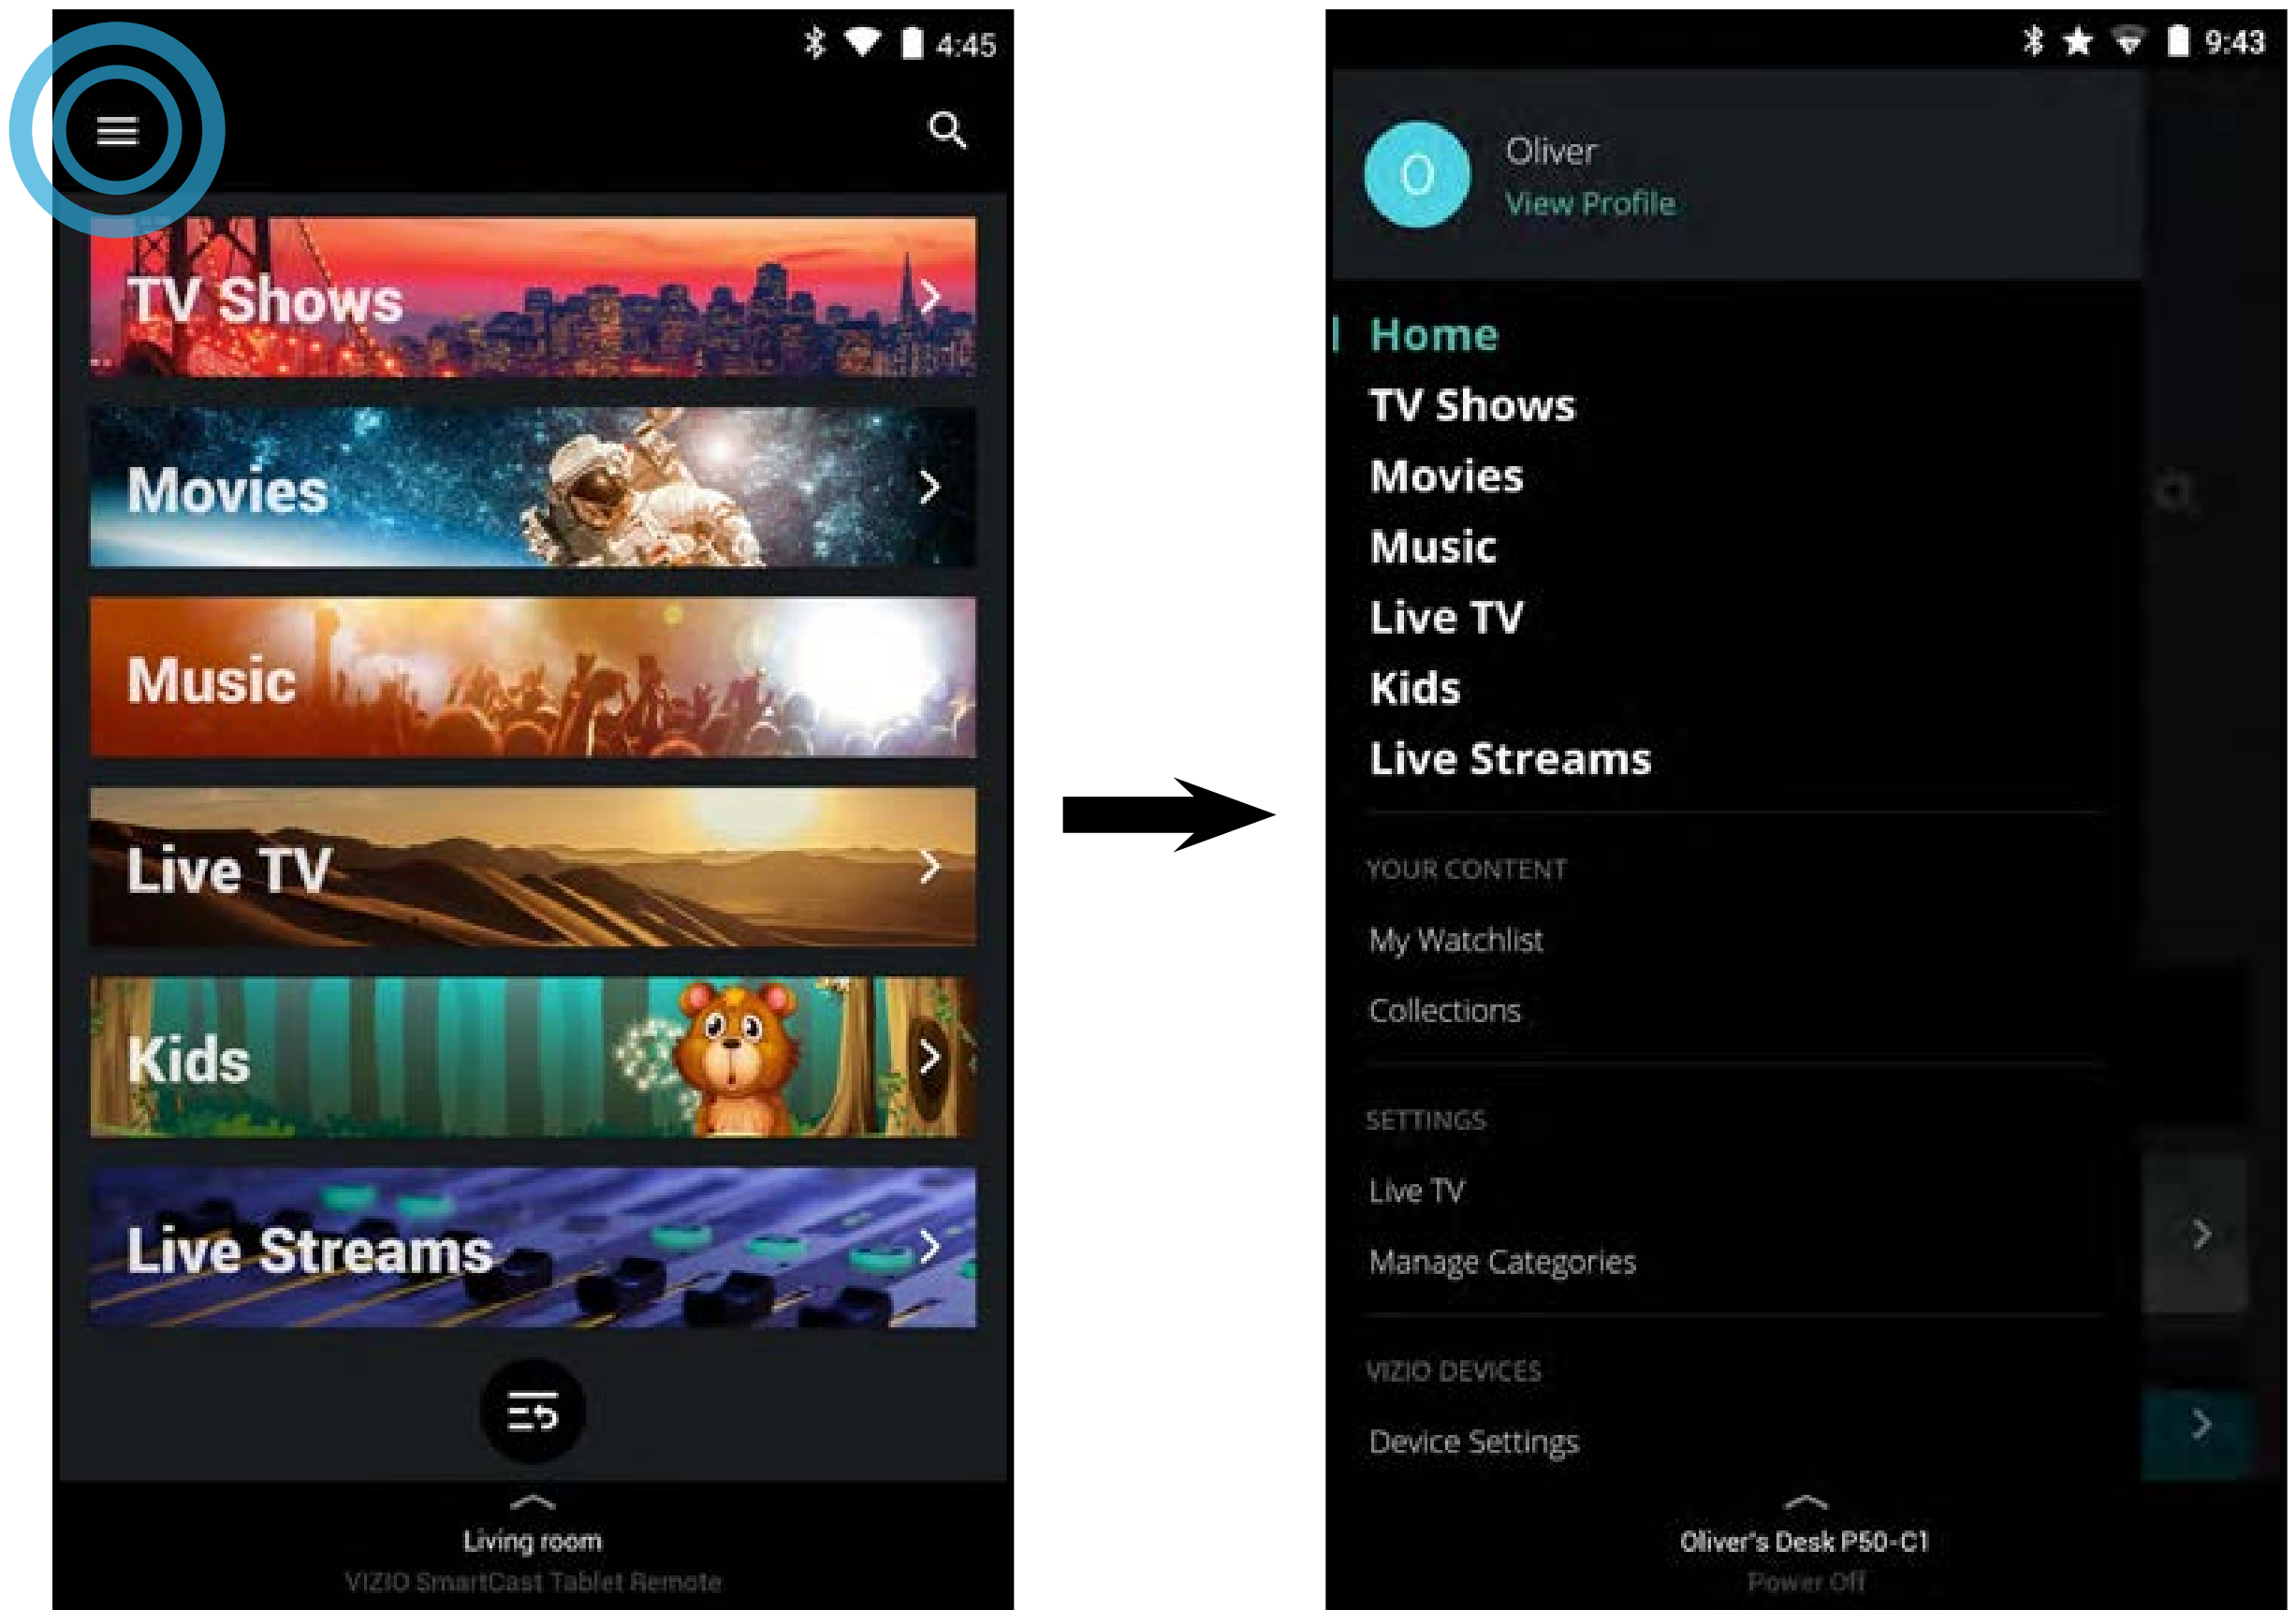 4:45
TV Shows
Movies
Music
Live TV
Kids
Live Streams
Living room
VIZIO SmartCast Tablet Remote
9:43
O
Oliver
View Profile
Home
TV Shows
Movies
Music
Live TV
Kids
Live Streams
YOUR CONTENT
My Watchlist
Collections
SETTINGS
Live TV
Manage Categories
VIZIO DEVICES
Device Settings
Oliver's Desk P50-C1
Power Off